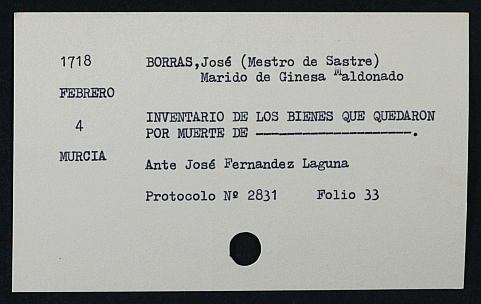 1718 BORRAS,José (Mestro de Sastre)
Marido de Ginesa Maldonado
FEBRERO
4 INVENTARIO DE LOS BIENES QUE QUEDARON
POR MUERTE DE --------------------.
MURCIA
Ante José Fernandez Laguna
Protocolo Nº 2831 Folio 33